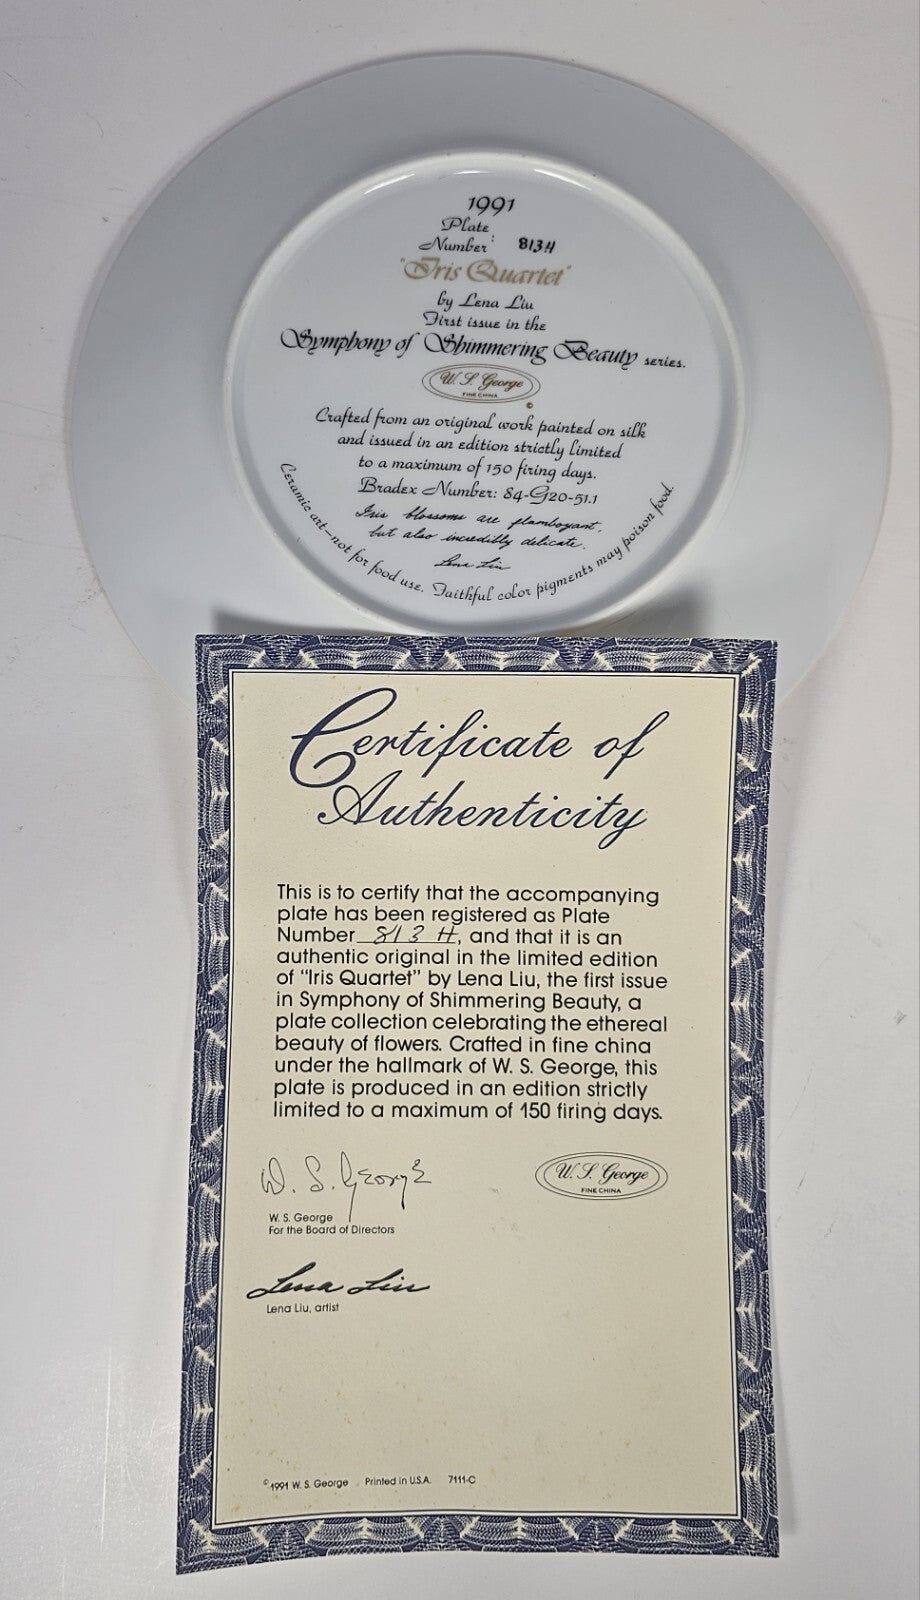 1991
Plate
Number: 813H
"Iris Quartet"
by Lena Liu
First issue in the
Symphony of Shimmering Beauty series.
W. S. George
FINE CHINA
©
Crafted from an original work painted on silk
and issued in an edition strictly limited
to a maximum of 150 firing days.
Bradex Number: 84-G20-51.1
Iris blossoms are flamboyant,
but also incredibly delicate.
Lena Liu
Ceramic art—not for food use. Faithful color pigments may poison food.
Certificate of
Authenticity
This is to certify that the accompanying
plate has been registered as Plate
Number 813 H, and that it is an
authentic original in the limited edition
of "Iris Quartet" by Lena Liu, the first issue
in Symphony of Shimmering Beauty, a
plate collection celebrating the ethereal
beauty of flowers. Crafted in fine china
under the hallmark of W. S. George, this
plate is produced in an edition strictly
limited to a maximum of 150 firing days.
W. S. George
W. S. George
FINE CHINA
W. S. George
For the Board of Directors
Lena Liu
Lena Liu, artist
©1991 W. S. George Printed in U.S.A. 7111-C